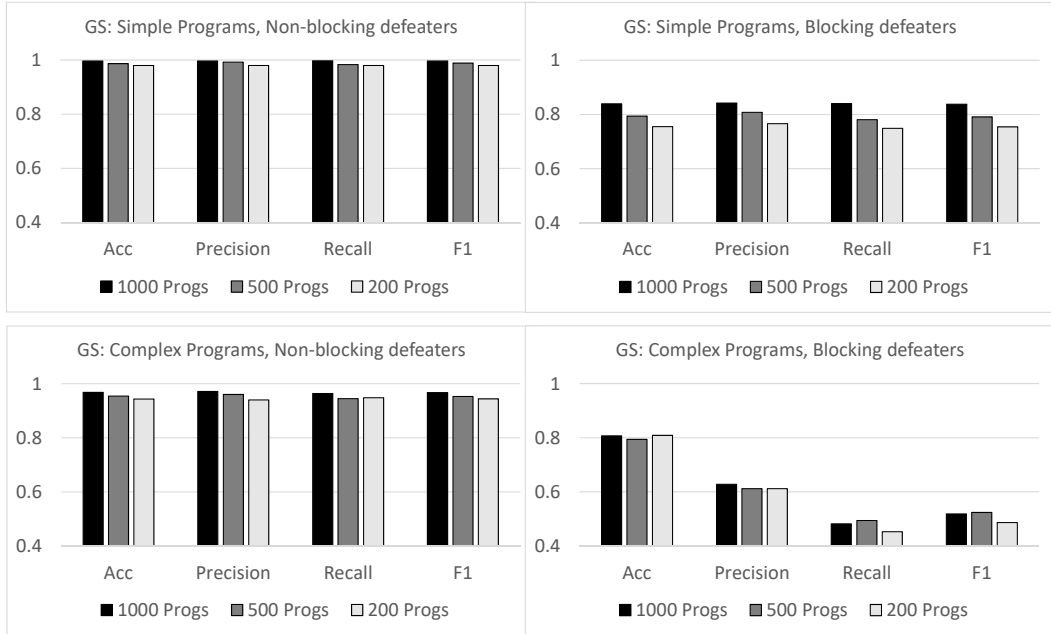 GS: Simple Programs, Non-blocking defeaters
1
0.8
0.6
0.4
Acc Precision Recall F1
1000 Progs 500 Progs 200 Progs
GS: Simple Programs, Blocking defeaters
1
0.8
0.6
0.4
Acc Precision Recall F1
1000 Progs 500 Progs 200 Progs
GS: Complex Programs, Non-blocking defeaters
1
0.8
0.6
0.4
Acc Precision Recall F1
1000 Progs 500 Progs 200 Progs
GS: Complex Programs, Blocking defeaters
1
0.8
0.6
0.4
Acc Precision Recall F1
1000 Progs 500 Progs 200 Progs